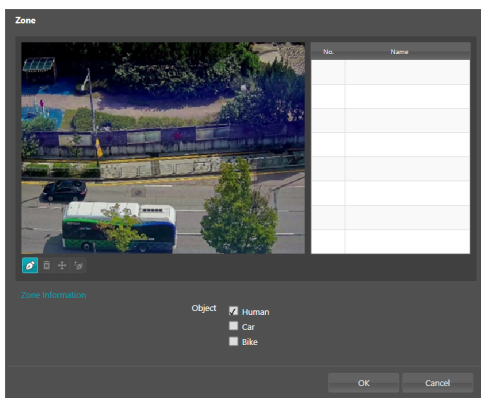 Zone
No. Name
Zone Information
Object Human
Car
Bike
OK Cancel